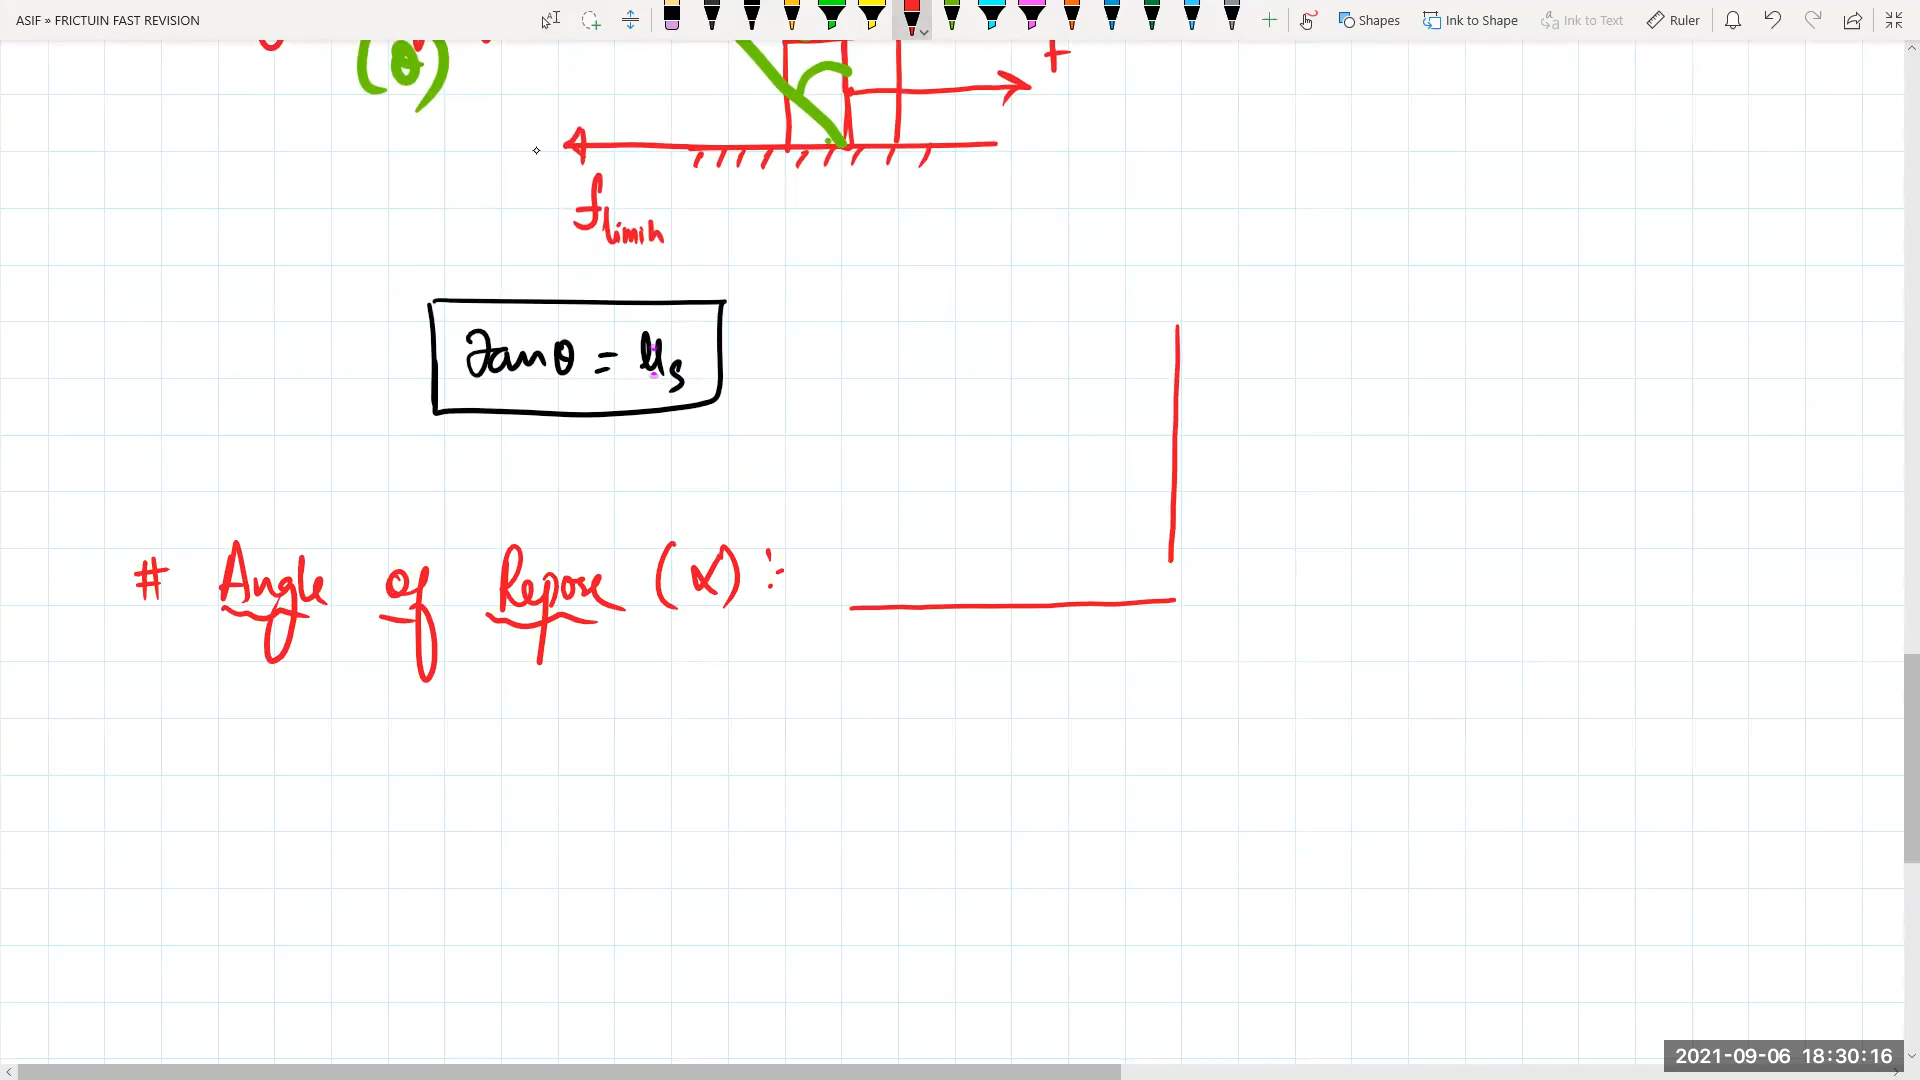 ASIF » FRICTUIN FAST REVISION
Shapes Ink to Shape Ink to Text Ruler
(θ)
f limit
Tanθ = μs
# Angle Of Repose (α) :-
2021-09-06 18:30:16